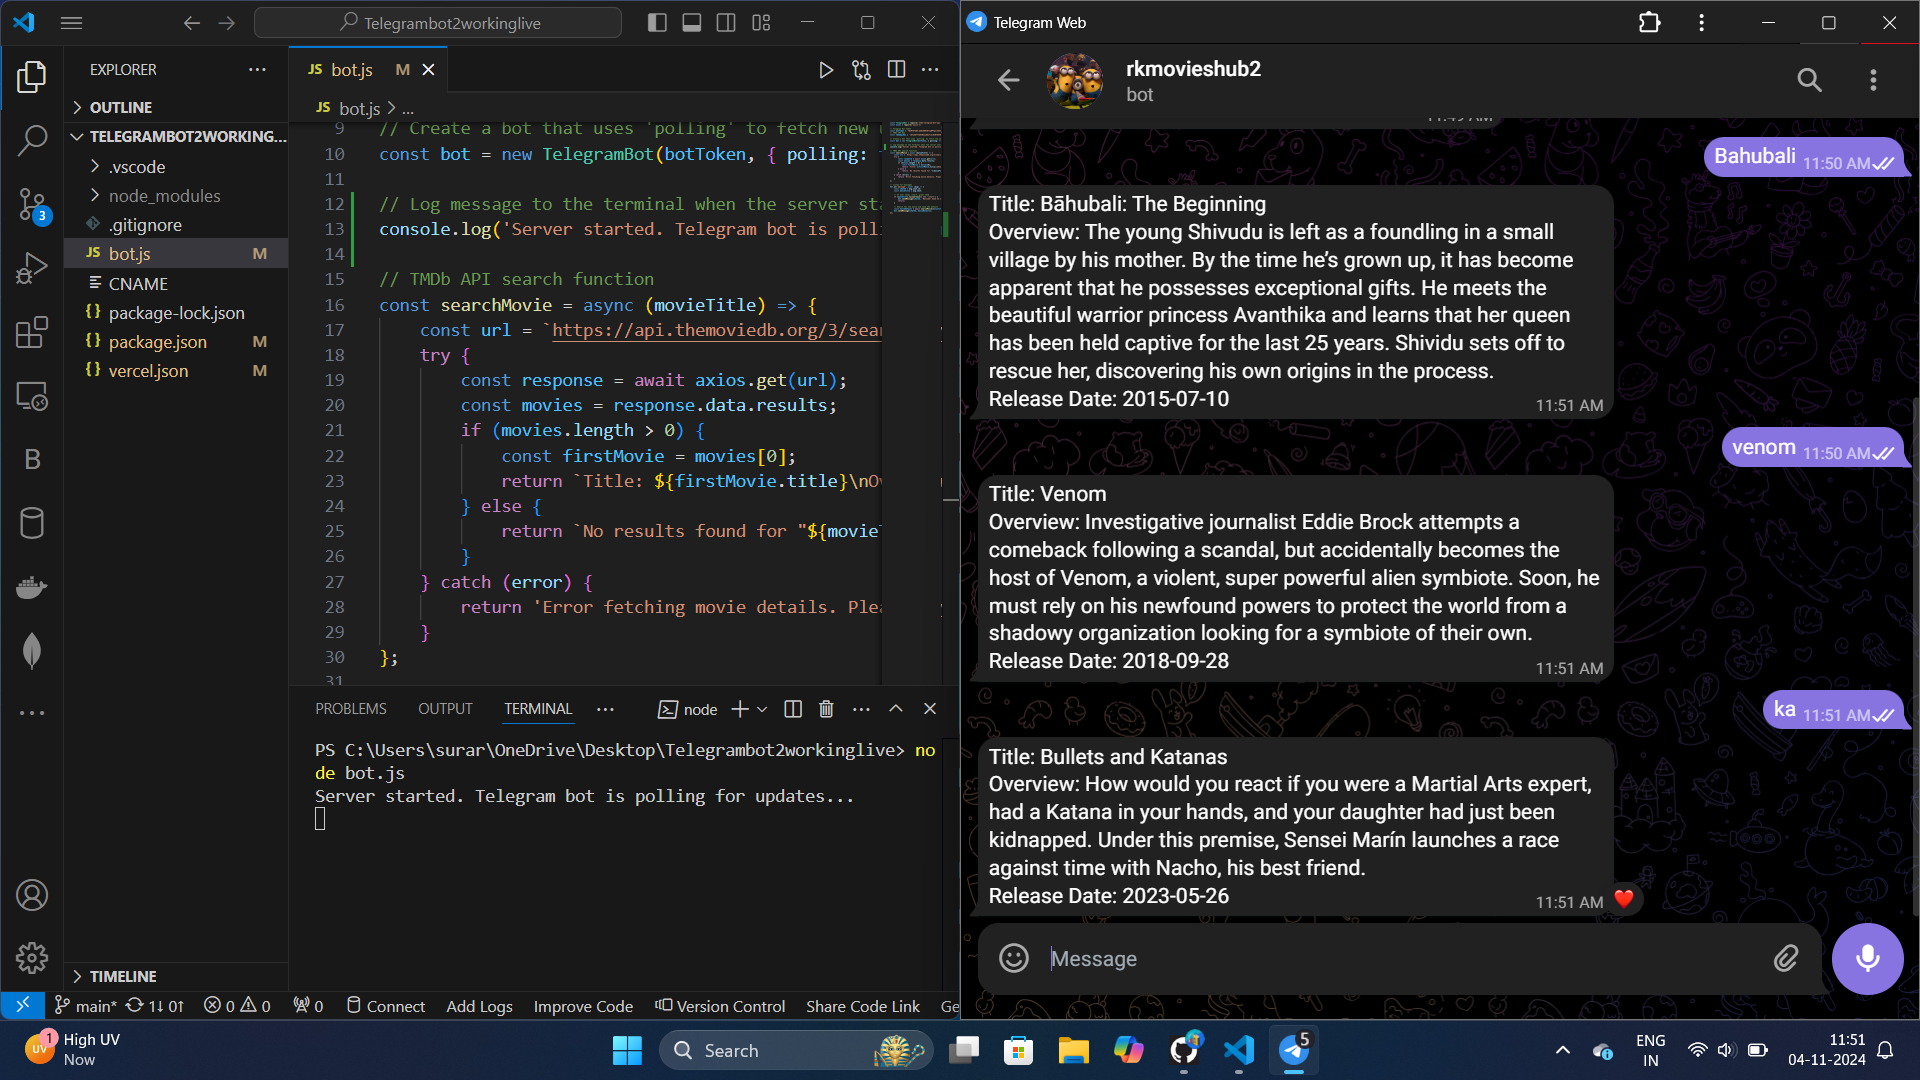 Telegrambot2workinglive
EXPLORER
OUTLINE
TELEGRAMBOT2WORKING...
.vscode
node_modules
.gitignore
JS bot.js M
CNAME
{} package-lock.json
{} package.json M
{} vercel.json M
TIMELINE
3
B
JS bot.js M
JS bot.js > ...
9 // Create a bot that uses 'polling' to fetch new
10 const bot = new TelegramBot(botToken, { polling:
11
12 // Log message to the terminal when the server sta
13 console.log('Server started. Telegram bot is poll
14
15 // TMDb API search function
16 const searchMovie = async (movieTitle) => {
17 const url = `https://api.themoviedb.org/3/sear
18 try {
19 const response = await axios.get(url);
20 const movies = response.data.results;
21 if (movies.length > 0) {
22 const firstMovie = movies[0];
23 return `Title: ${firstMovie.title}\nOv
24 } else {
25 return `No results found for "${movieT
26 }
27 } catch (error) {
28 return 'Error fetching movie details. Plea
29 }
30 };
31
PROBLEMS OUTPUT TERMINAL ... node
PS C:\Users\surar\OneDrive\Desktop\Telegrambot2workinglive> no
de bot.js
Server started. Telegram bot is polling for updates...
main* 1↓ 0↑ 0 0 0 Connect Add Logs Improve Code Version Control Share Code Link Ge
Telegram Web
rkmovieshub2
bot
11:49 AM
Bahubali 11:50 AM
Title: Bāhubali: The Beginning
Overview: The young Shivudu is left as a foundling in a small
village by his mother. By the time he’s grown up, it has become
apparent that he possesses exceptional gifts. He meets the
beautiful warrior princess Avanthika and learns that her queen
has been held captive for the last 25 years. Shividu sets off to
rescue her, discovering his own origins in the process.
Release Date: 2015-07-10 11:51 AM
venom 11:50 AM
Title: Venom
Overview: Investigative journalist Eddie Brock attempts a
comeback following a scandal, but accidentally becomes the
host of Venom, a violent, super powerful alien symbiote. Soon, he
must rely on his newfound powers to protect the world from a
shadowy organization looking for a symbiote of their own.
Release Date: 2018-09-28 11:51 AM
ka 11:51 AM
Title: Bullets and Katanas
Overview: How would you react if you were a Martial Arts expert,
had a Katana in your hands, and your daughter had just been
kidnapped. Under this premise, Sensei Marín launches a race
against time with Nacho, his best friend.
Release Date: 2023-05-26 11:51 AM
Message
UV 1
High UV
Now
Search
5
ENG
IN
11:51
04-11-2024